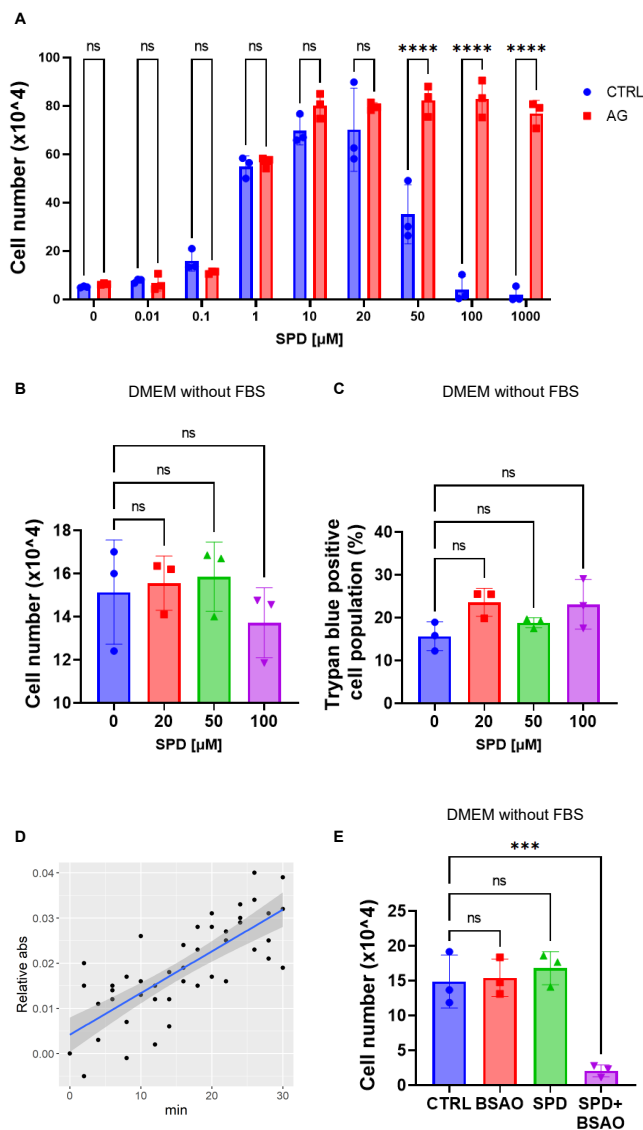 A
ns ns ns ns ns ns **** **** ****
CTRL
AG
Cell number (x10^4)
100
80
60
40
20
0
0 0.01 0.1 1 10 20 50 100 1000
SPD [µM]
B
DMEM without FBS
ns
ns
ns
Cell number (x10^4)
18
16
14
12
10
0 20 50 100
SPD [µM]
C
DMEM without FBS
ns
ns
ns
Trypan blue positive
cell population (%)
40
30
20
10
0
0 20 50 100
SPD [µM]
D
Relative abs
0.04
0.03
0.02
0.01
0.00
0 10 20 30
min
E
DMEM without FBS
***
ns
ns
Cell number (x10^4)
25
20
15
10
5
0
CTRL BSAO SPD SPD+
BSAO